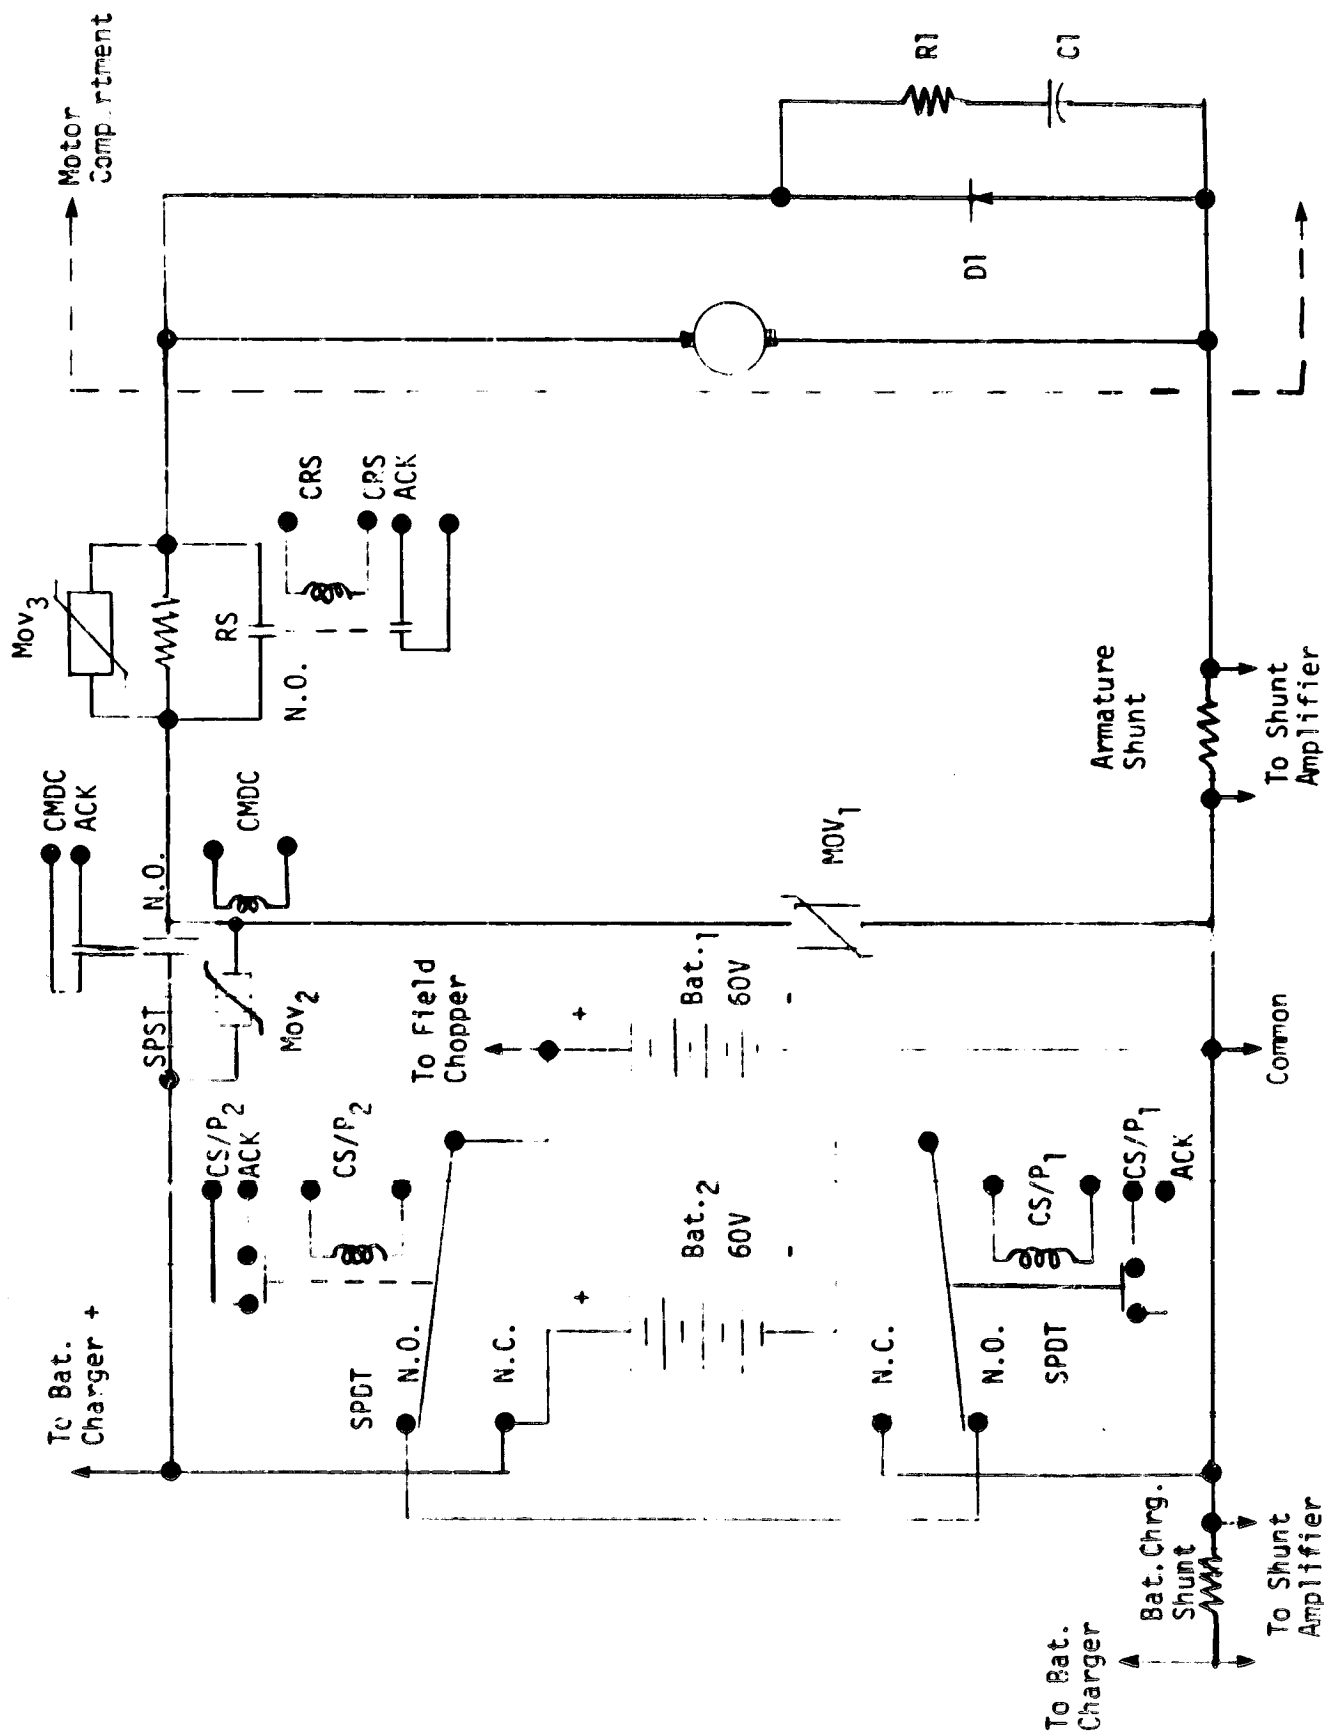 To Bat.
Charger +
CS/P2
ACK
CS/P2
SPDT
N.O.
N.C.
+
Bat.2
60V
-
N.C.
N.O.
SPDT
CS/P1
CS/P1
ACK
To Bat.
Charger
Bat.Chrg.
Shunt
To Shunt
Amplifier
SPST
Mov2
N.O.
CMDC
ACK
CMDC
To Field
Chopper
+
Bat.1
60V
-
Common
MOV1
Mov3
RS
N.O.
CRS
CRS
ACK
Armature
Shunt
To Shunt
Amplifier
Motor
D1
R1
C1